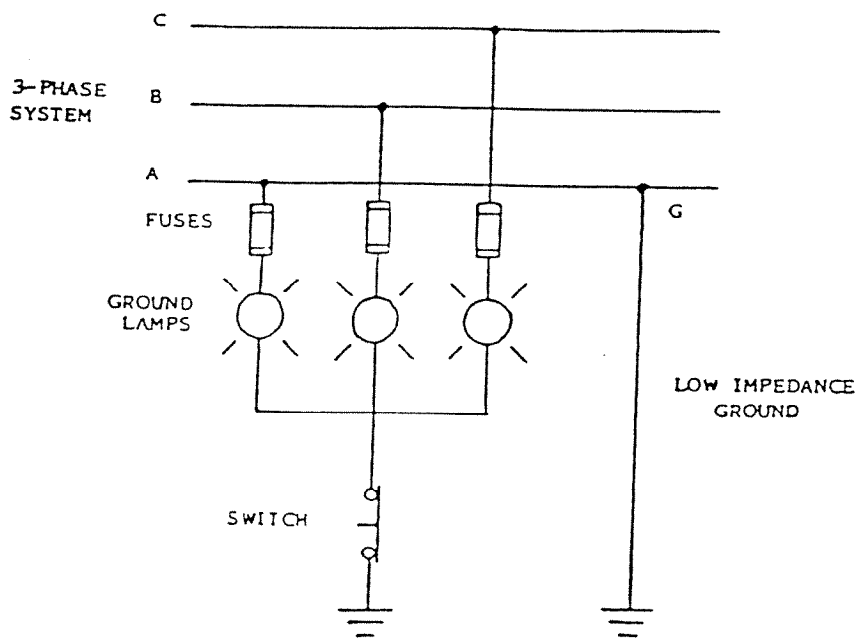 C
3-PHASE
SYSTEM
B
A
FUSES
G
GROUND
LAMPS
LOW IMPEDANCE
GROUND
SWITCH